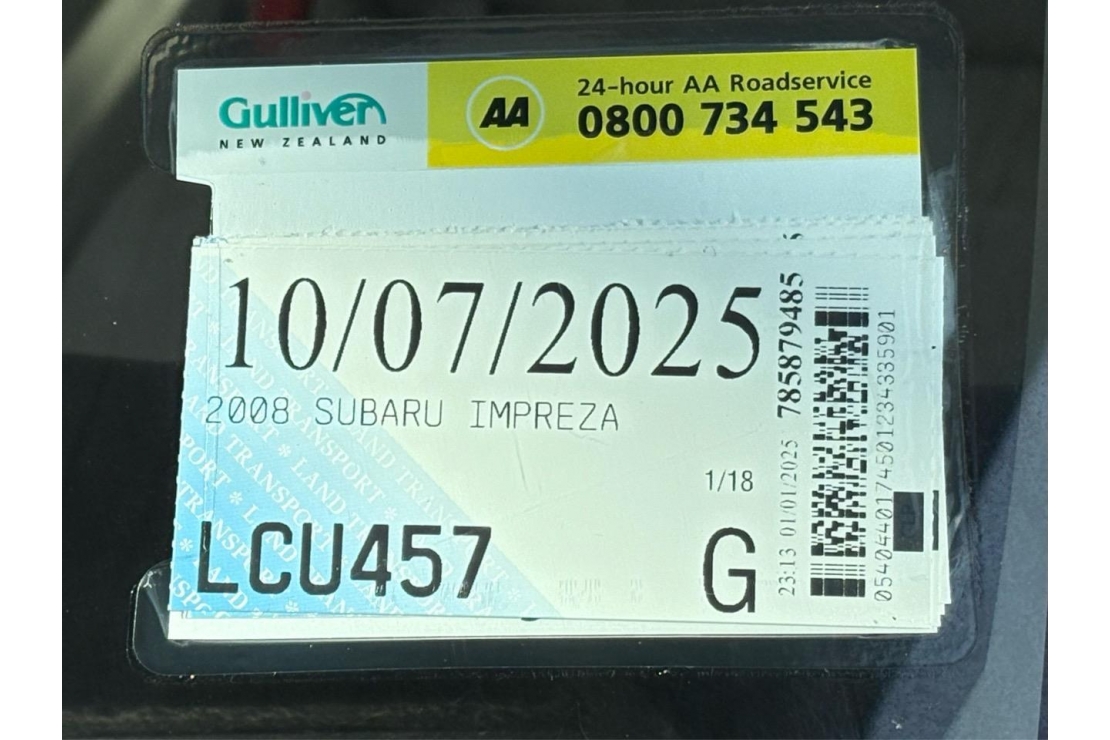 Gulliver
NEW ZEALAND
AA
24-hour AA Roadservice
0800 734 543
10/07/2025
2008 SUBARU IMPREZA
1/18
LCU457
G
23:13 01/01/2025 785879485
0540440174501234335901